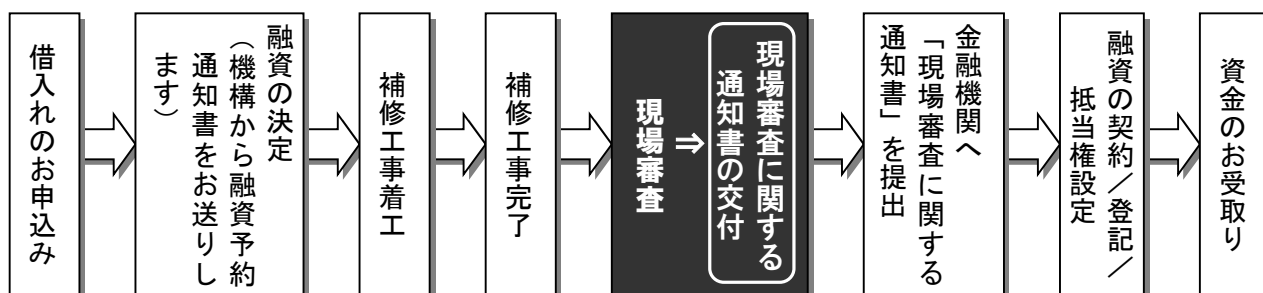 借入れのお申込み
融資の決定
（機構から融資予約
通知書をお送りし
ます）
補修工事着工
補修工事完了
現場審査
⇒
現場審査に関する
通知書の交付
金融機関へ
「現場審査に関する
通知書」を提出
融資の契約／登記／
抵当権設定
資金のお受取り